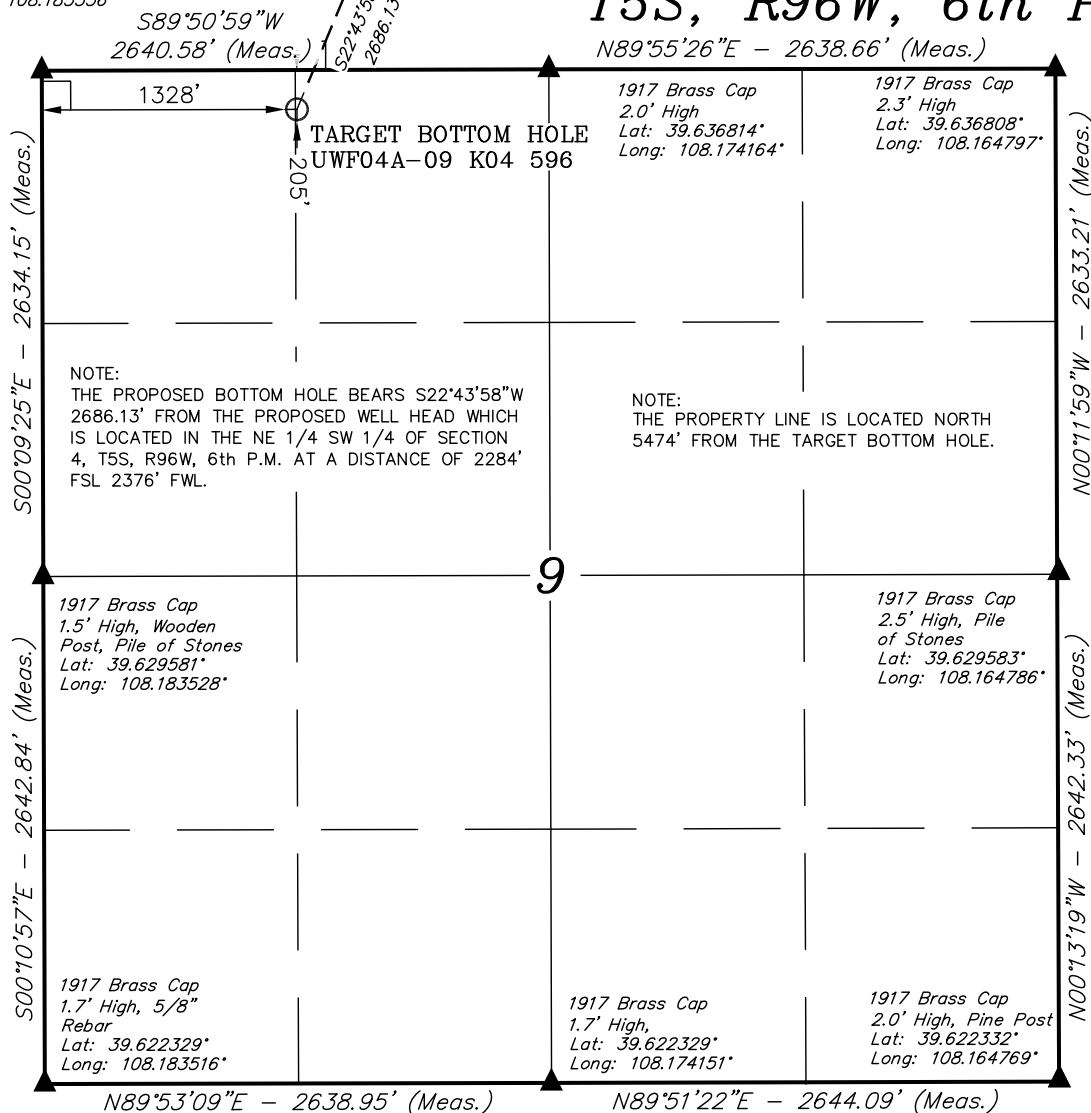 T5S, R96W, 6th
S89°50'59"W
2640.58' (Meas.)
S22°43'5
2686.13'
N89°55'26"E - 2638.66' (Meas.)
1328'
TARGET BOTTOM HOLE
UWF04A-09 K04 596
205'
1917 Brass Cap
2.0' High
Lat: 39.636814°
Long: 108.174164°
1917 Brass Cap
2.3' High
Lat: 39.636808°
Long: 108.164797°
S00°09'25"E - 2634.15' (Meas.)
N00°11'59"W - 2633.21' (Meas.)
NOTE:
THE PROPOSED BOTTOM HOLE BEARS S22°43'58"W
2686.13' FROM THE PROPOSED WELL HEAD WHICH
IS LOCATED IN THE NE 1/4 SW 1/4 OF SECTION
4, T5S, R96W, 6th P.M. AT A DISTANCE OF 2284'
FSL 2376' FWL.
NOTE:
THE PROPERTY LINE IS LOCATED NORTH
5474' FROM THE TARGET BOTTOM HOLE.
9
1917 Brass Cap
1.5' High, Wooden
Post, Pile of Stones
Lat: 39.629581°
Long: 108.183528°
1917 Brass Cap
2.5' High, Pile
of Stones
Lat: 39.629583°
Long: 108.164786°
S00°10'57"E - 2642.84' (Meas.)
N00°13'19"W - 2642.33' (Meas.)
1917 Brass Cap
1.7' High, 5/8"
Rebar
Lat: 39.622329°
Long: 108.183516°
1917 Brass Cap
1.7' High,
Lat: 39.622329°
Long: 108.174151°
1917 Brass Cap
2.0' High, Pine Post
Lat: 39.622332°
Long: 108.164769°
N89°53'09"E - 2638.95' (Meas.)
N89°51'22"E - 2644.09' (Meas.)